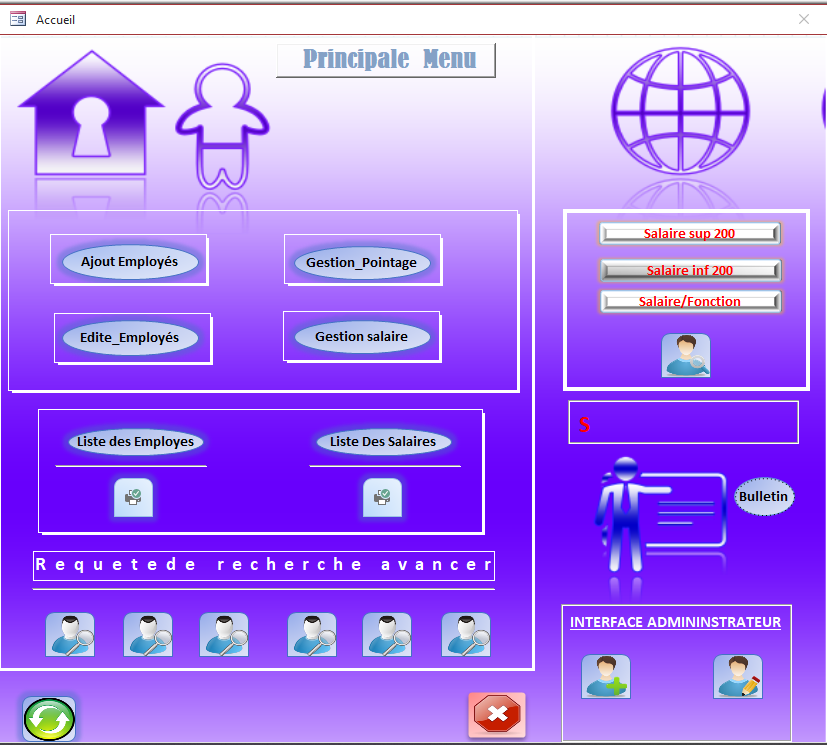 Accueil
Principale Menu
Ajout Employés
Gestion_Pointage
Edite_Employés
Gestion salaire
Liste des Employes
Liste Des Salaires
Requetede recherche avancer
Salaire sup 200
Salaire inf 200
Salaire/Fonction
S
Bulletin
INTERFACE ADMININSTRATEUR